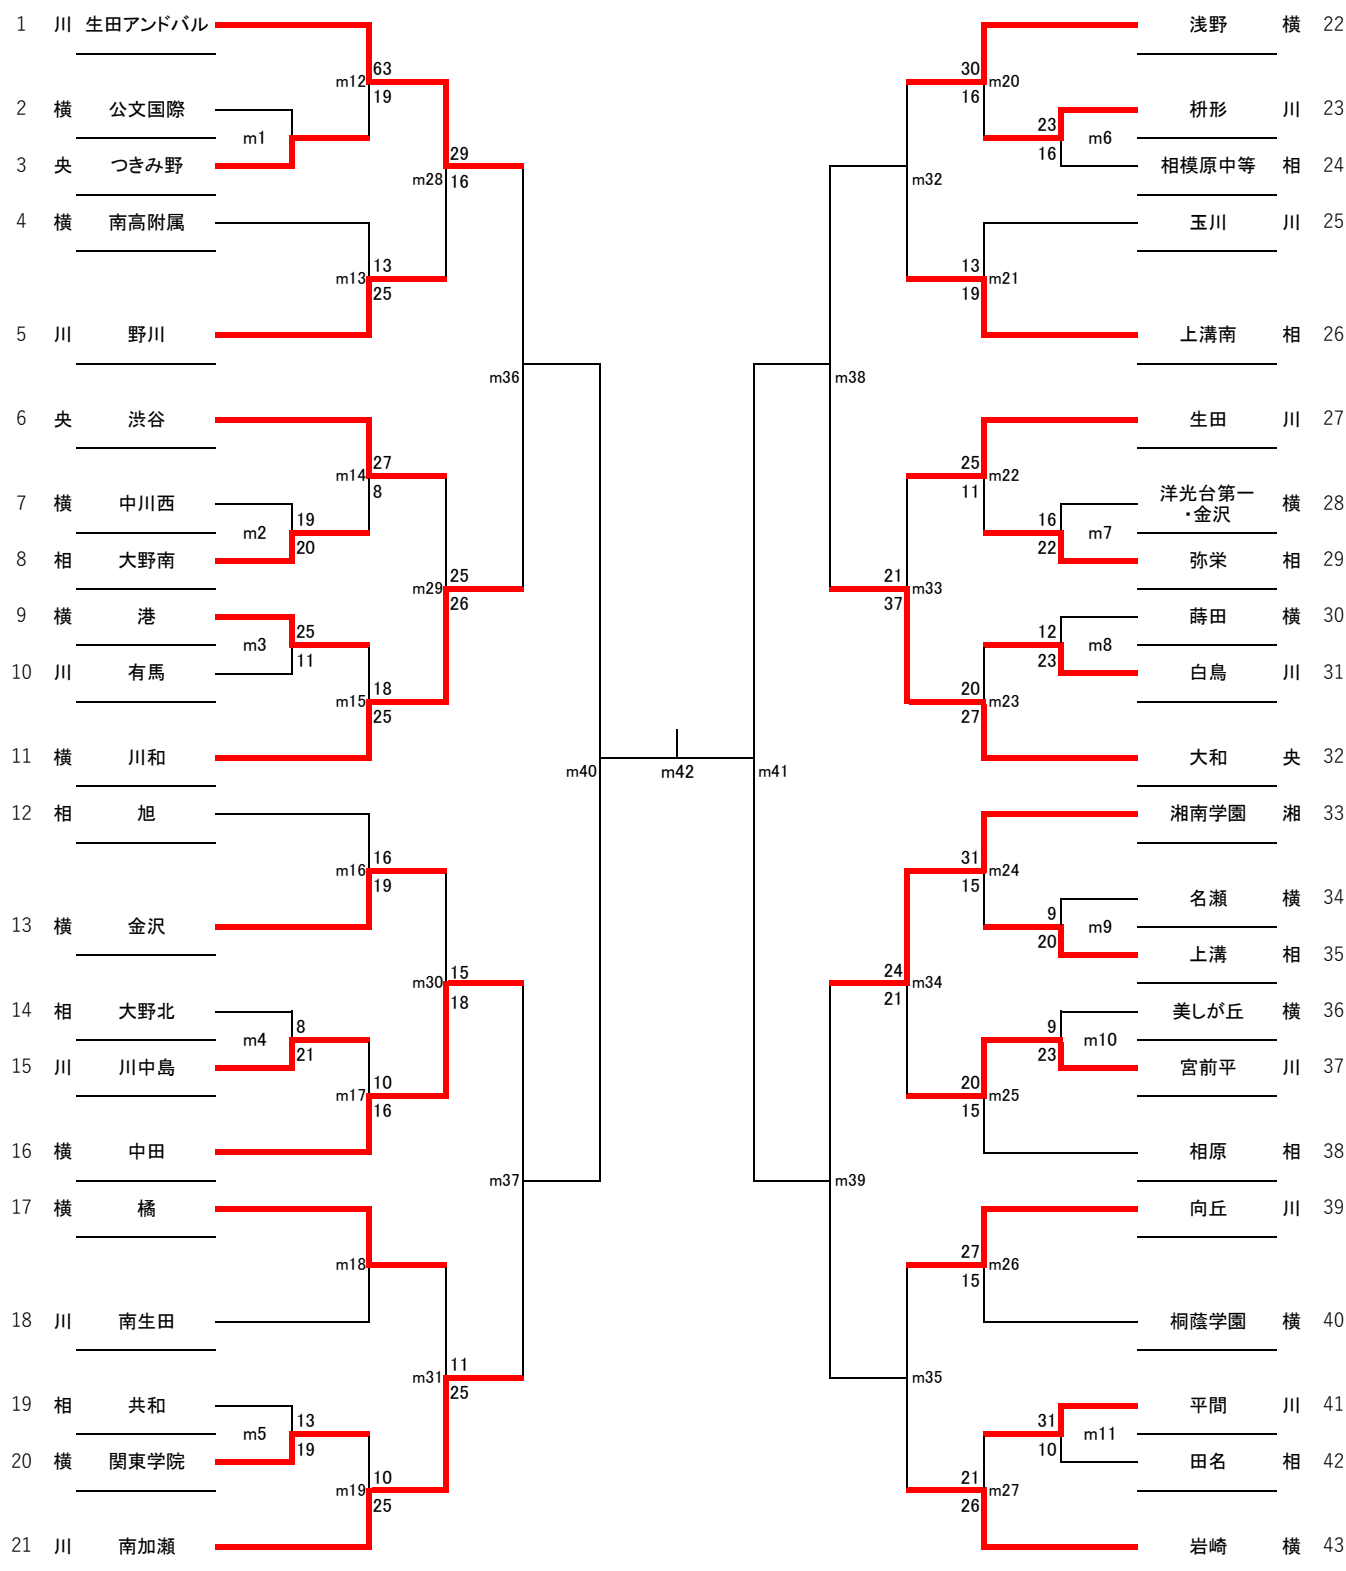 1 川 生田アンドバル
2 横 公文国際
3 央 つきみ野
4 横 南高附属
5 川 野川
6 央 渋谷
7 横 中川西
8 相 大野南
9 横 港
10 川 有馬
11 横 川和
12 相 旭
13 横 金沢
14 相 大野北
15 川 川中島
16 横 中田
17 横 橘
18 川 南生田
19 相 共和
20 横 関東学院
21 川 南加瀬
m1
m2 19 20
m3 25 11
m4 8 21
m5 13 19
m12 63 19
m13 13 25
m14 27 8
m15 18 25
m16 16 19
m17 10 16
m18
m19 10 25
m28 29 16
m29 25 26
m30 15 18
m31 11 25
m36
m37
m40
m42
m41
m38
m39
m32
m33 21 37
m34 24 21
m35
m20 30 16
m21 13 19
m22 25 11
m23 20 27
m24 31 15
m25 20 15
m26 27 15
m27 21 26
m6 23 16
m7 16 22
m8 12 23
m9 9 20
m10 9 23
m11 31 10
浅野 横 22
枡形 川 23
相模原中等 相 24
玉川 川 25
上溝南 相 26
生田 川 27
洋光台第一
・金沢 横 28
弥栄 相 29
蒔田 横 30
白鳥 川 31
大和 央 32
湘南学園 湘 33
名瀬 横 34
上溝 相 35
美しが丘 横 36
宮前平 川 37
相原 相 38
向丘 川 39
桐蔭学園 横 40
平間 川 41
田名 相 42
岩崎 横 43